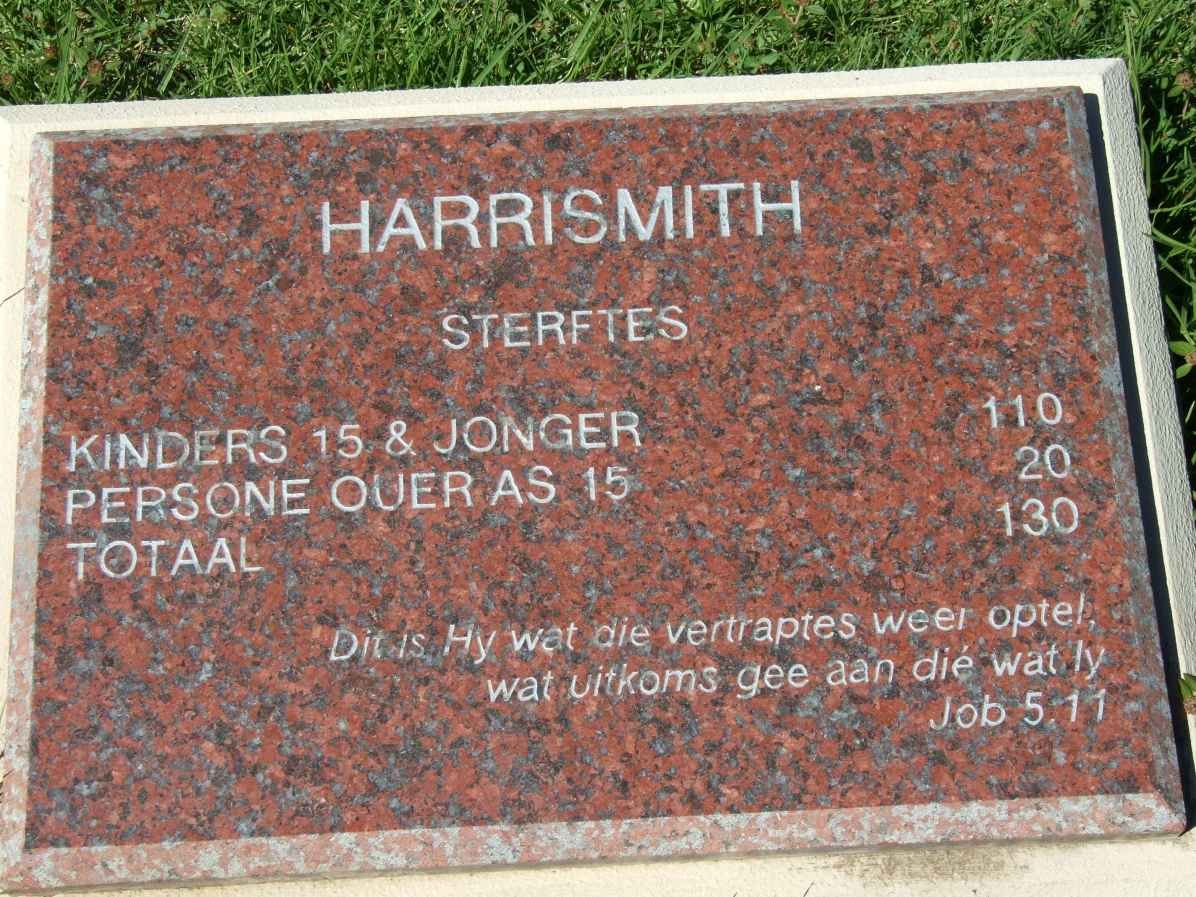 HARRISMITH
STERFTES
KINDERS 15 & JONGER 110
PERSONE OUER AS 15 20
TOTAAL 130
Dit is Hy wat die vertraptes weer optel,
wat uitkoms gee aan dié wat ly
Job 5:11